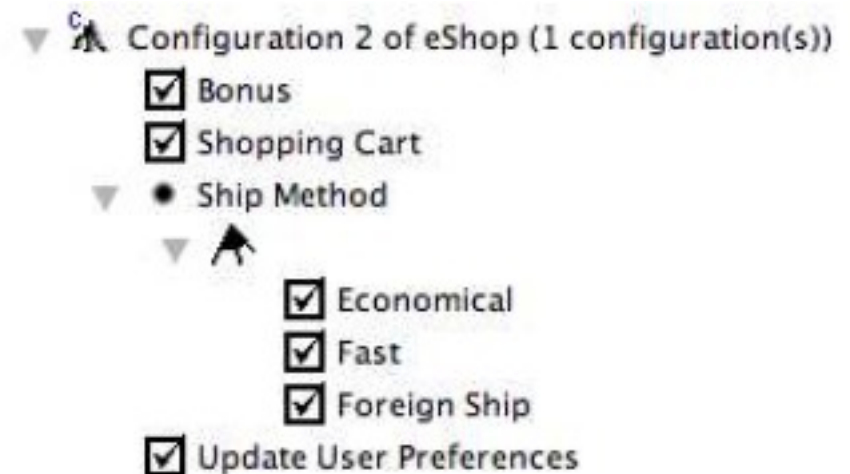 C
Configuration 2 of eShop (1 configuration(s))
Bonus
Shopping Cart
Ship Method
Economical
Fast
Foreign Ship
Update User Preferences